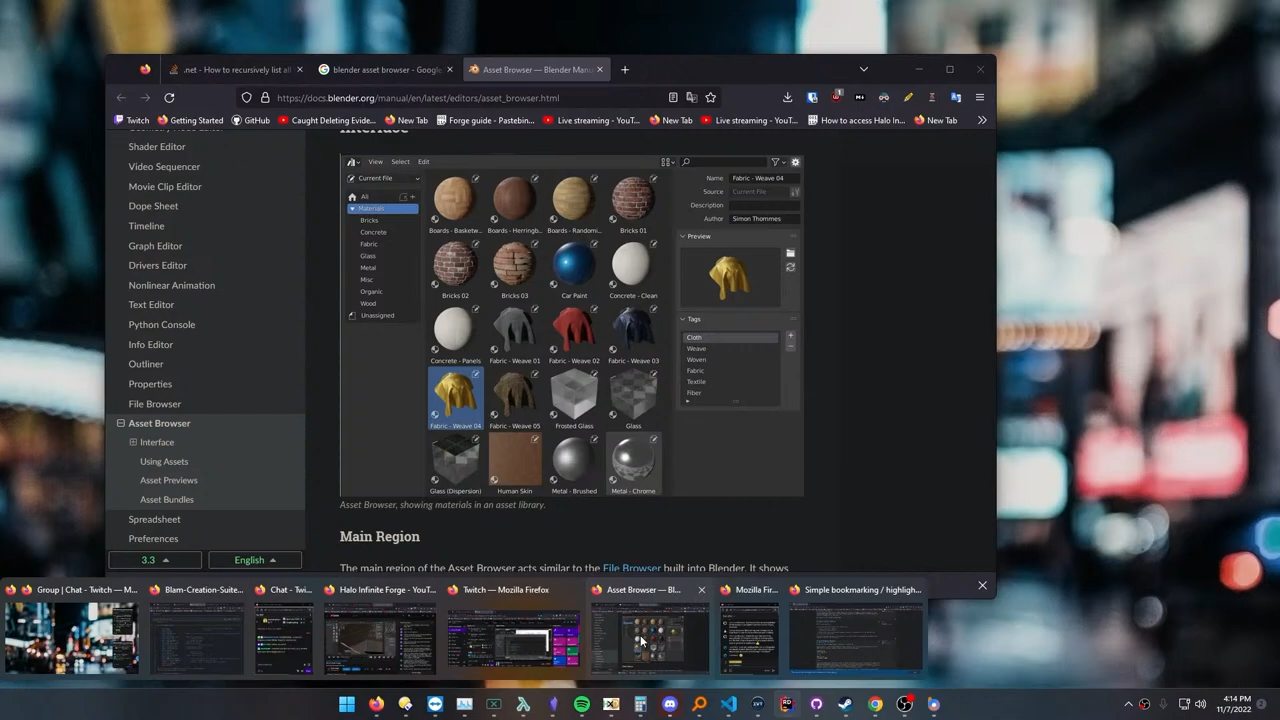 .net - How to recursively list all
blender asset browser - Google
Asset Browser — Blender Manu
https://docs.blender.org/manual/en/latest/editors/asset_browser.html
Twitch
Getting Started
GitHub
Caught Deleting Evide...
New Tab
Forge guide - Pastebin...
Live streaming - YouT...
New Tab
Live streaming - YouT...
How to access Halo In...
New Tab
Geometry Node Editor
Shader Editor
Video Sequencer
Movie Clip Editor
Dope Sheet
Timeline
Graph Editor
Drivers Editor
Nonlinear Animation
Text Editor
Python Console
Info Editor
Outliner
Properties
File Browser
Asset Browser
Interface
Using Assets
Asset Previews
Asset Bundles
Spreadsheet
Preferences
3.3
English
Interface
View Select Edit
Current File
All
Materials
Bricks
Concrete
Fabric
Glass
Metal
Misc
Organic
Wood
Unassigned
Boards - Basketw... Boards - Herringb... Boards - Randomi... Bricks 01
Bricks 02 Bricks 03 Car Paint Concrete - Clean
Concrete - Panels Fabric - Weave 01 Fabric - Weave 02 Fabric - Weave 03
Fabric - Weave 04 Fabric - Weave 05 Frosted Glass Glass
Glass (Dispersion) Human Skin Metal - Brushed Metal - Chrome
Name Fabric - Weave 04
Source Current File
Description
Author Simon Thommes
Preview
Tags
Cloth
Weave
Woven
Fabric
Textile
Fiber
Asset Browser, showing materials in an asset library.
Main Region
The main region of the Asset Browser acts similar to the File Browser built into Blender. It shows
Group | Chat - Twitch — M...
Blam-Creation-Suite...
Chat - Twi...
Halo Infinite Forge - YouT...
Twitch — Mozilla Firefox
Asset Browser — Bl...
Mozilla Fir...
Simple bookmarking / highligh...
4:14 PM
11/7/2022